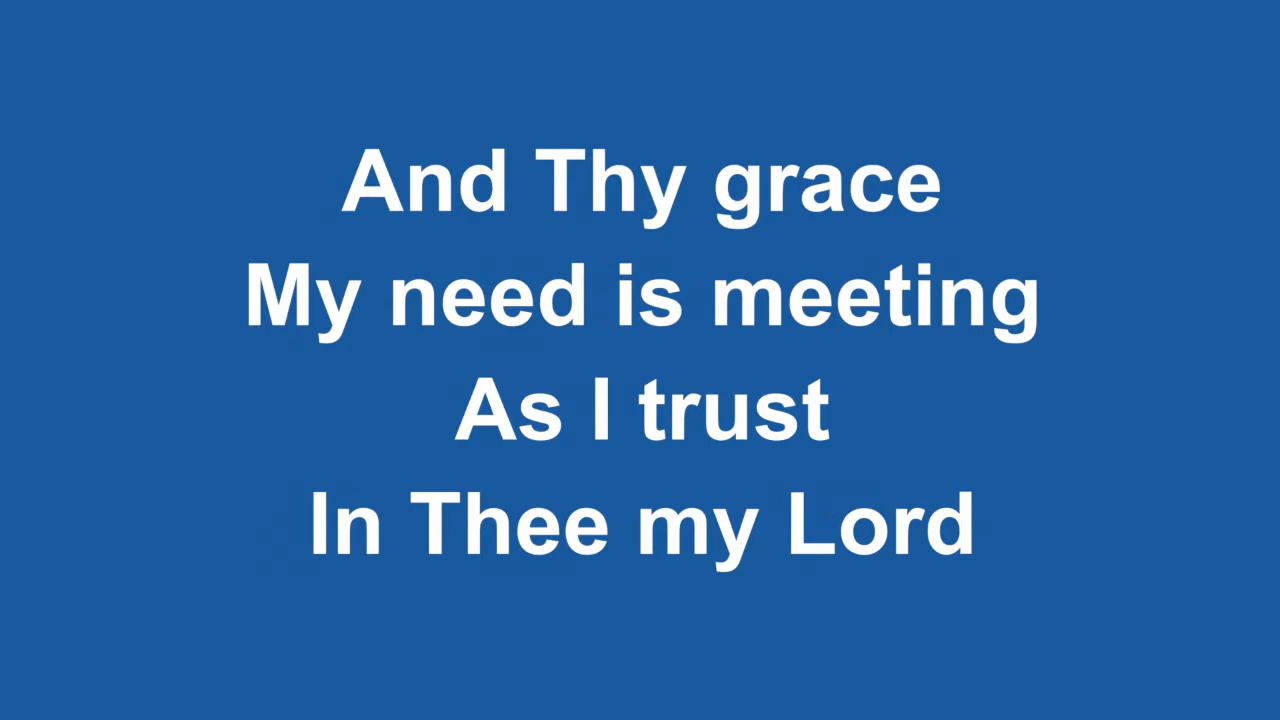 And Thy grace
My need is meeting
As I trust
In Thee my Lord